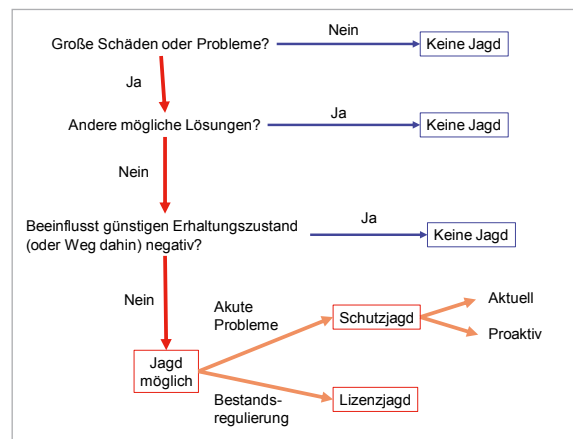 Große Schäden oder Probleme?
Nein
Keine Jagd
Ja
Andere mögliche Lösungen?
Ja
Keine Jagd
Nein
Beeinflusst günstigen Erhaltungszustand
(oder Weg dahin) negativ?
Ja
Keine Jagd
Nein
Akute
Probleme
Schutzjagd
Aktuell
Proaktiv
Jagd
möglich
Bestands-
regulierung
Lizenzjagd